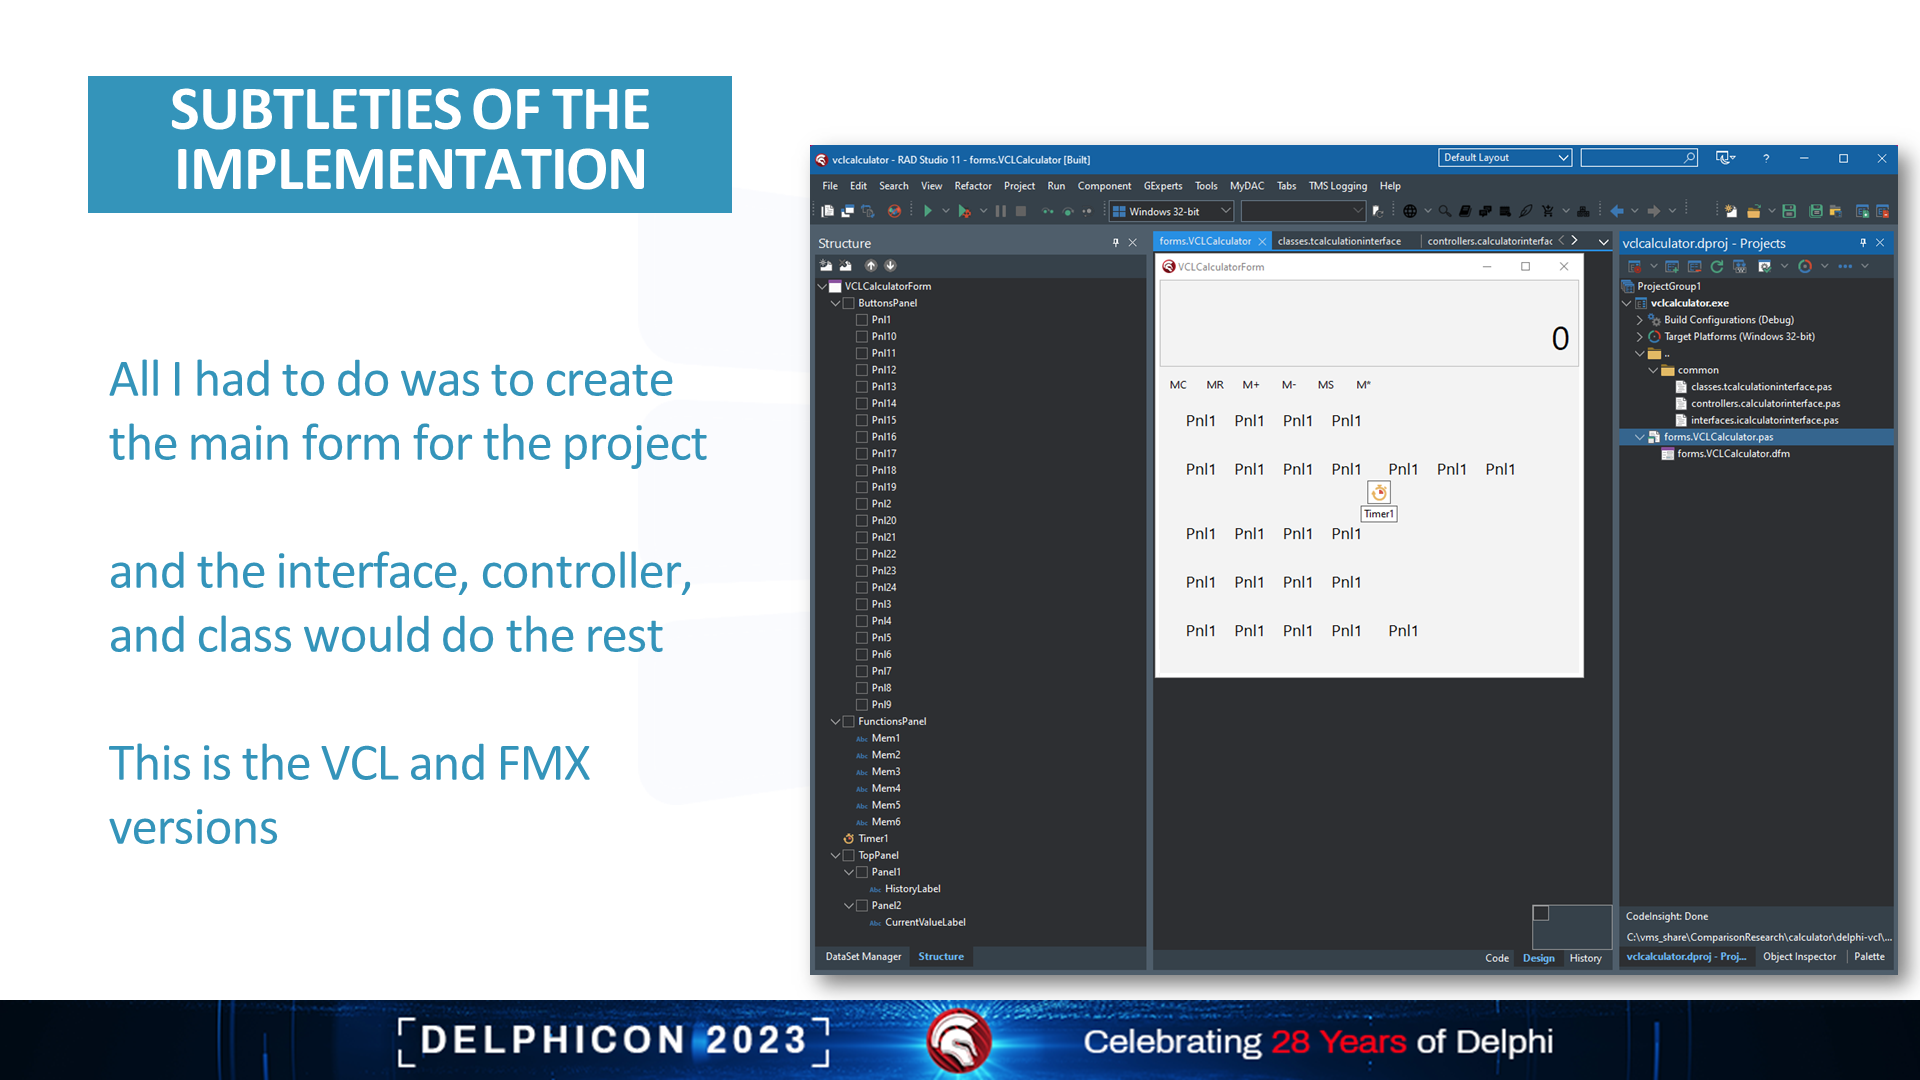 SUBTLETIES OF THE
IMPLEMENTATION
All I had to do was to create
the main form for the project
and the interface, controller,
and class would do the rest
This is the VCL and FMX
versions
vclcalculator - RAD Studio 11 - forms.VCLCalculator [Built]
Default Layout
?
File Edit Search View Refactor Project Run Component GExperts Tools MyDAC Tabs TMS Logging Help
Windows 32-bit
Structure
VCLCalculatorForm
ButtonsPanel
Pnl1
Pnl10
Pnl11
Pnl12
Pnl13
Pnl14
Pnl15
Pnl16
Pnl17
Pnl18
Pnl19
Pnl2
Pnl20
Pnl21
Pnl22
Pnl23
Pnl24
Pnl3
Pnl4
Pnl5
Pnl6
Pnl7
Pnl8
Pnl9
FunctionsPanel
Abc Mem1
Abc Mem2
Abc Mem3
Abc Mem4
Abc Mem5
Abc Mem6
Timer1
TopPanel
Panel1
Abc HistoryLabel
Panel2
Abc CurrentValueLabel
DataSet Manager Structure
forms.VCLCalculator classes.tcalculationinterface controllers.calculatorinterfac
VCLCalculatorForm
0
MC MR M+ M- MS M*
Pnl1 Pnl1 Pnl1 Pnl1
Pnl1 Pnl1 Pnl1 Pnl1 Pnl1 Pnl1 Pnl1
Timer1
Pnl1 Pnl1 Pnl1 Pnl1
Pnl1 Pnl1 Pnl1 Pnl1
Pnl1 Pnl1 Pnl1 Pnl1 Pnl1
Code Design History
vclcalculator.dproj - Projects
ProjectGroup1
vclcalculator.exe
Build Configurations (Debug)
Target Platforms (Windows 32-bit)
..
common
classes.tcalculationinterface.pas
controllers.calculatorinterface.pas
interfaces.icalculatorinterface.pas
forms.VCLCalculator.pas
forms.VCLCalculator.dfm
CodeInsight: Done
C:\vms_share\ComparisonResearch\calculator\delphi-vcl\...
vclcalculator.dproj - Proj... Object Inspector Palette
DELPHICON 2023
Celebrating 28 Years of Delphi